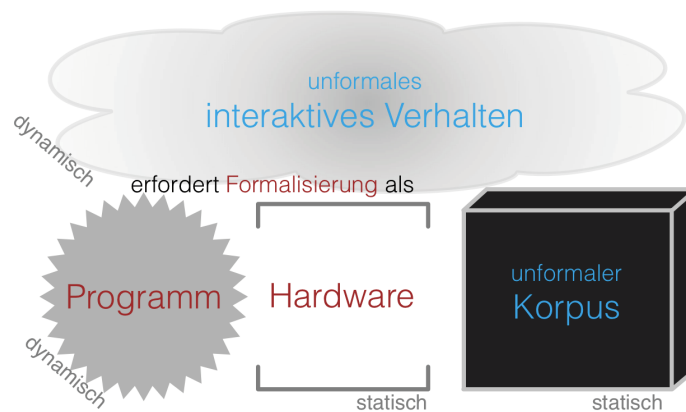 unformales
interaktives Verhalten
dynamisch
erfordert Formalisierung als
Programm
Hardware
unformaler
Korpus
dynamisch
statisch
statisch